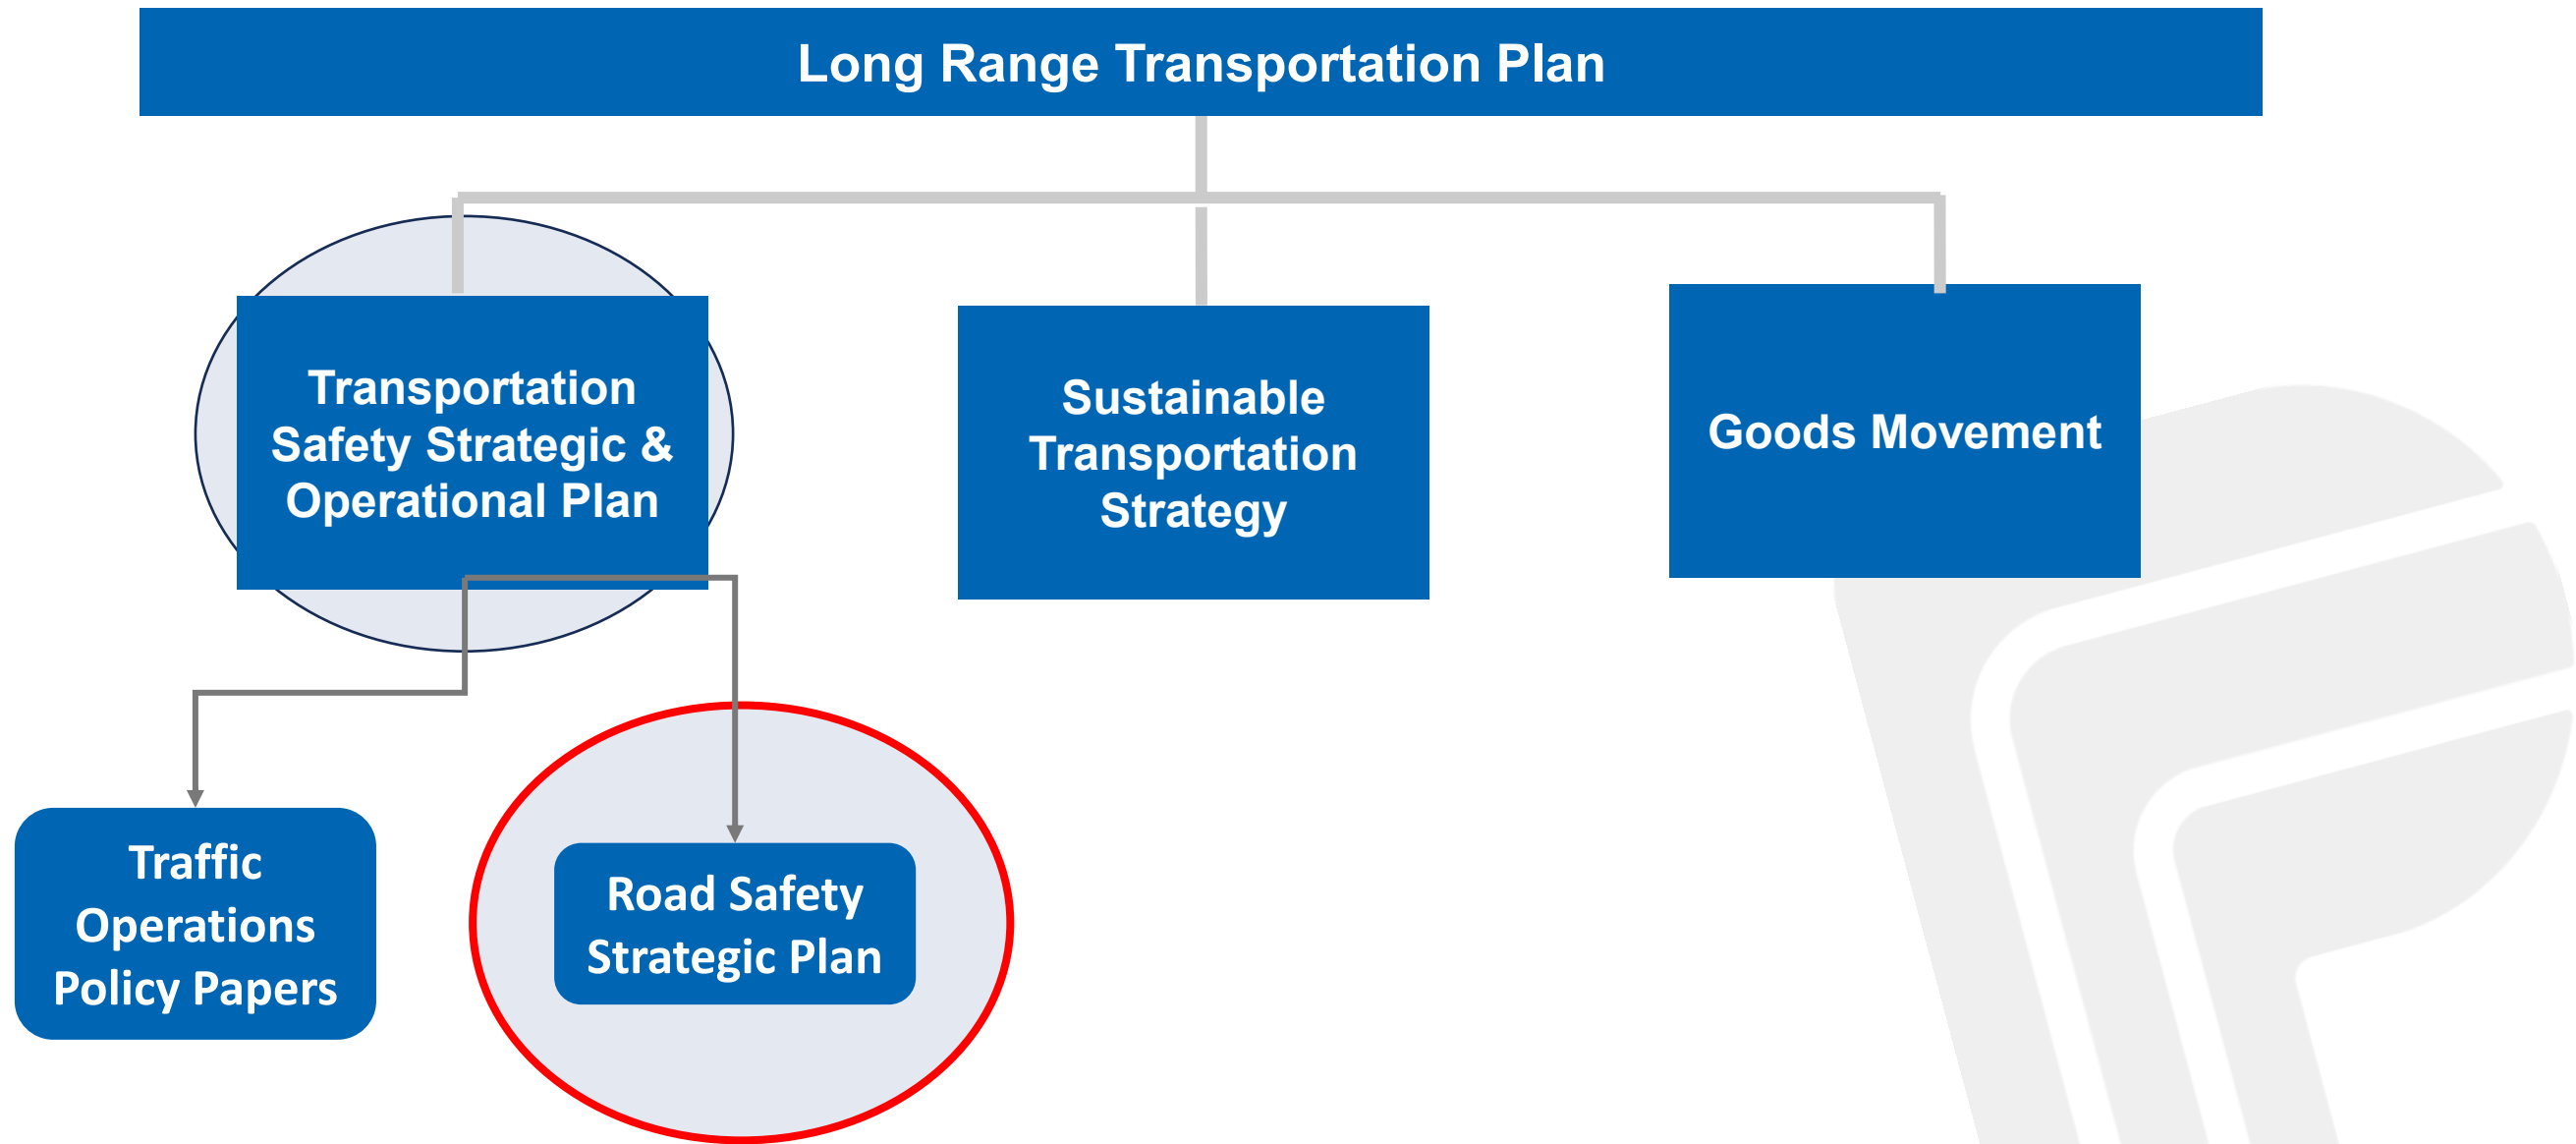 Long Range Transportation Plan
Transportation
Safety Strategic &
Operational Plan
Sustainable
Transportation
Strategy
Goods Movement
Traffic
Operations
Policy Papers
Road Safety
Strategic Plan